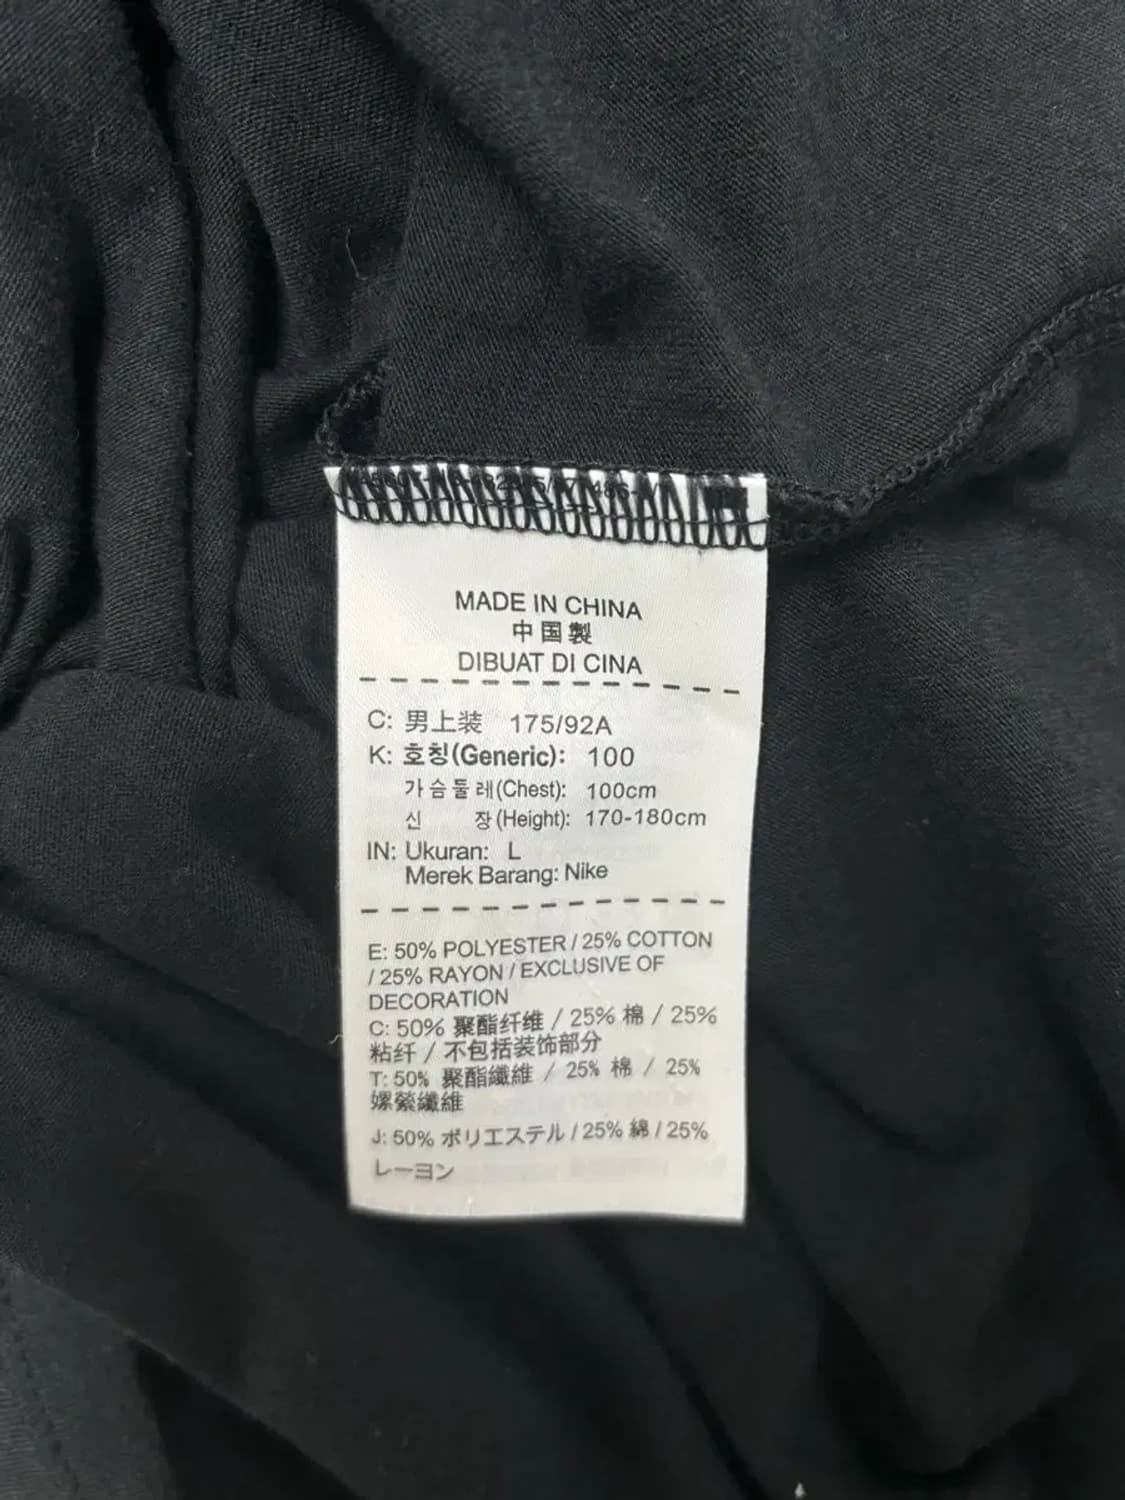 MADE IN CHINA
中国製
DIBUAT DI CINA
C: 男上装 175/92A
K: 호칭(Generic): 100
가슴둘레(Chest): 100cm
신 장(Height): 170-180cm
IN: Ukuran: L
Merek Barang: Nike
E: 50% POLYESTER / 25% COTTON
/ 25% RAYON / EXCLUSIVE OF
DECORATION
C: 50% 聚酯纤维 / 25% 棉 / 25%
粘纤 / 不包括装饰部分
T: 50% 聚酯纖維 / 25% 棉 / 25%
嫘縈纖維
J: 50% ポリエステル / 25% 綿 / 25%
レーヨン